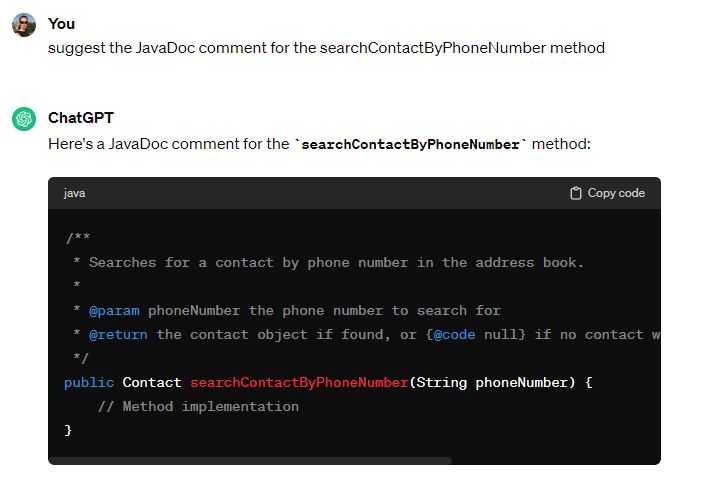 You
suggest the JavaDoc comment for the searchContactByPhoneNumber method
ChatGPT
Here's a JavaDoc comment for the `searchContactByPhoneNumber` method:
java
Copy code
/**
 * Searches for a contact by phone number in the address book.
 *
 * @param phoneNumber the phone number to search for
 * @return the contact object if found, or {@code null} if no contact w
 */
public Contact searchContactByPhoneNumber(String phoneNumber) {
    // Method implementation
}